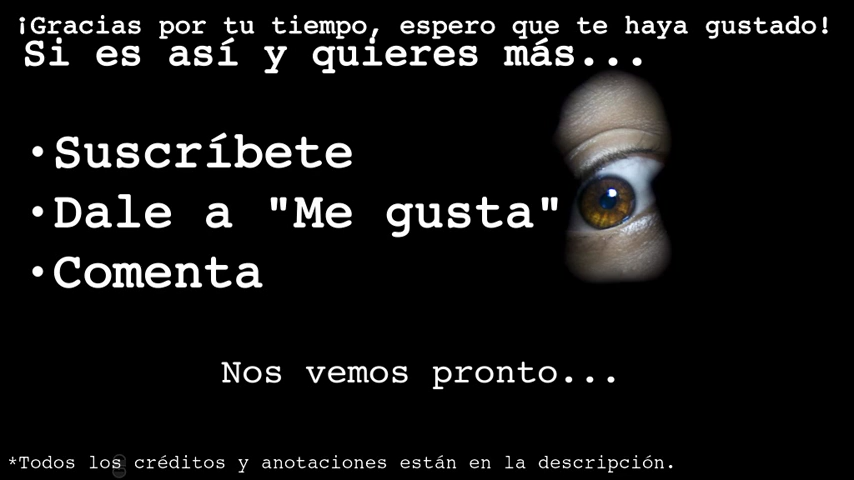 ¡Gracias por tu tiempo, espero que te haya gustado!
Si es así y quieres más...
•Suscríbete
•Dale a "Me gusta"
•Comenta
Nos vemos pronto...
*Todos los créditos y anotaciones están en la descripción.